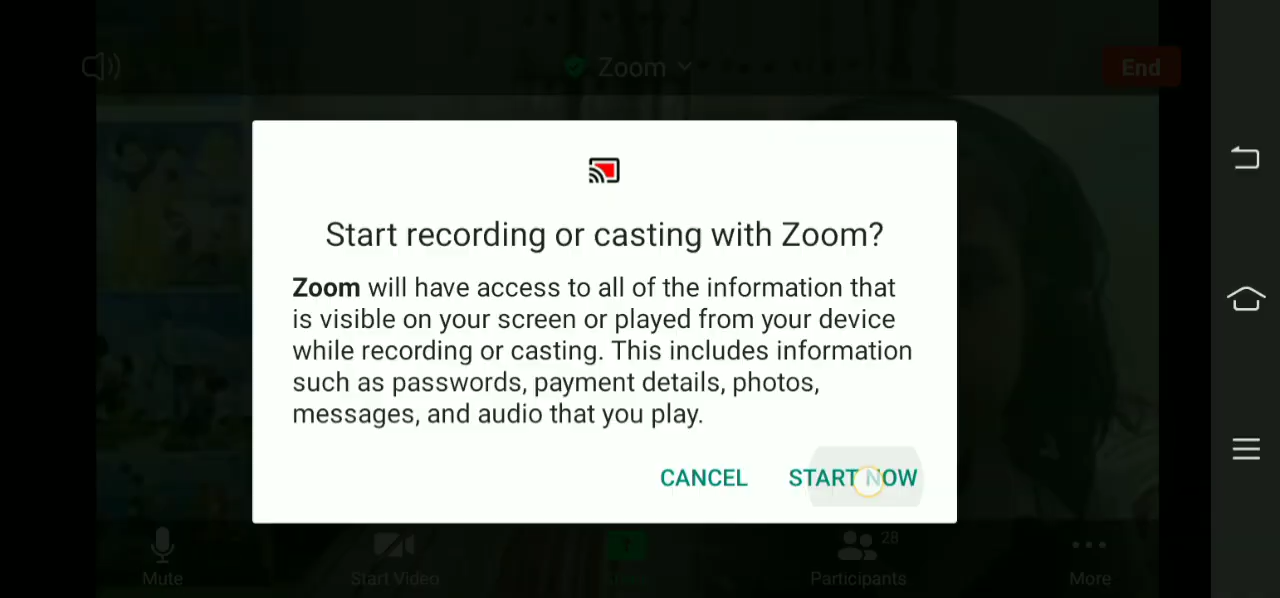 Zoom
End
Start recording or casting with Zoom?
Zoom will have access to all of the information that
is visible on your screen or played from your device
while recording or casting. This includes information
such as passwords, payment details, photos,
messages, and audio that you play.
CANCEL START NOW
28
Mute Start Video Participants More